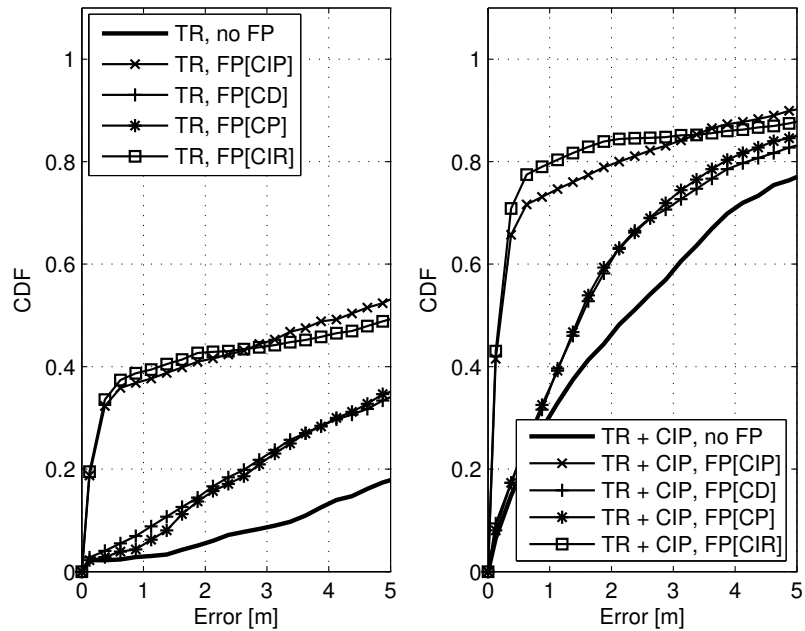 TR, no FP
TR, FP[CIP]
TR, FP[CD]
TR, FP[CP]
TR, FP[CIR]
1
0.8
0.6
0.4
0.2
0
CDF
0 1 2 3 4 5
Error [m]
1
0.8
0.6
0.4
0.2
0
CDF
TR + CIP, no FP
TR + CIP, FP[CIP]
TR + CIP, FP[CD]
TR + CIP, FP[CP]
TR + CIP, FP[CIR]
0 1 2 3 4 5
Error [m]